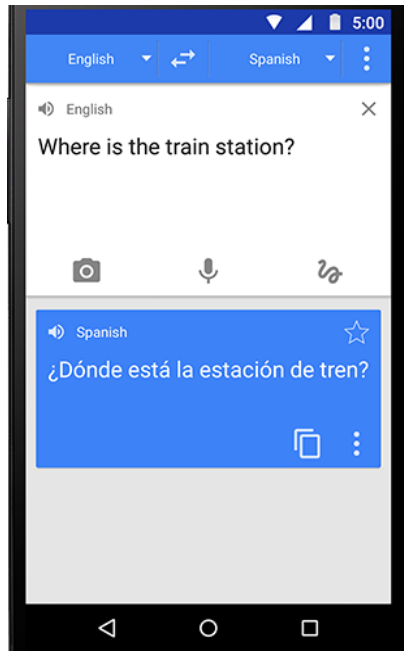 5:00
English Spanish
English
Where is the train station?
Spanish
¿Dónde está la estación de tren?